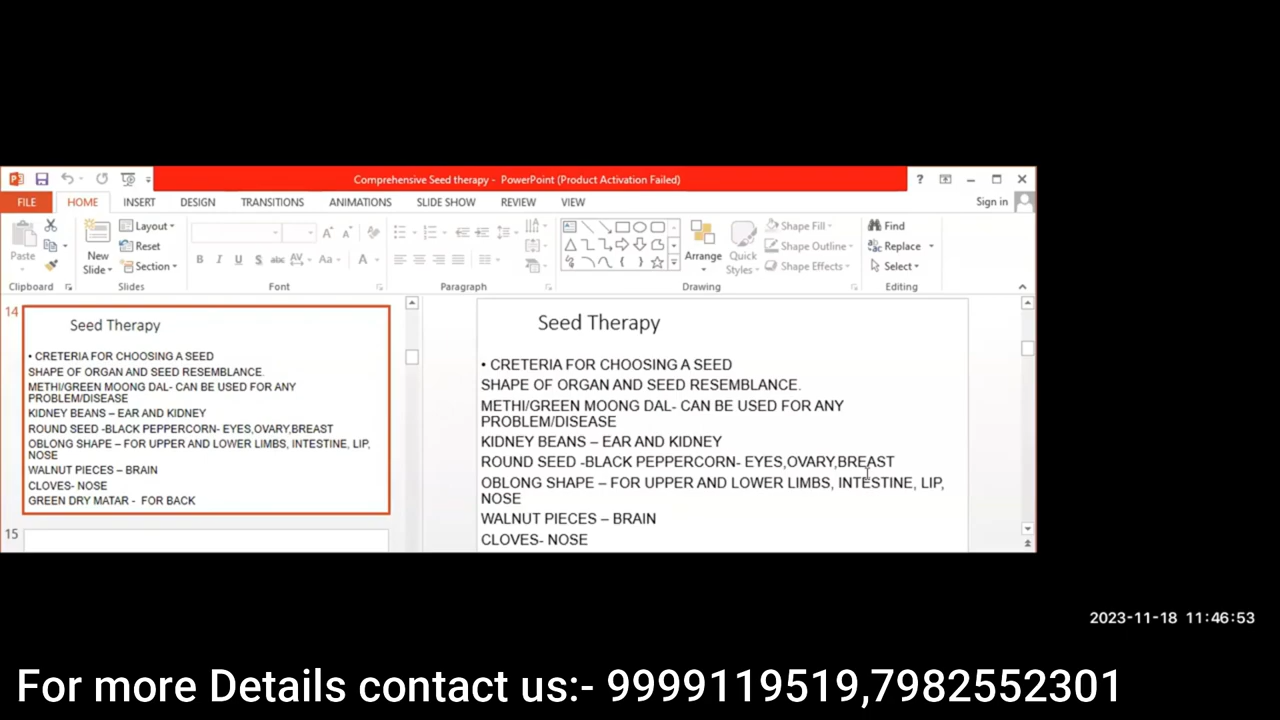 Comprehensive Seed therapy - PowerPoint (Product Activation Failed)
?
FILE HOME INSERT DESIGN TRANSITIONS ANIMATIONS SLIDE SHOW REVIEW VIEW Sign in
Paste
New
Slide
Layout
Reset
Section
B I U S abc AV Aa A
Arrange
Quick
Styles
Shape Fill
Shape Outline
Shape Effects
Find
Replace
Select
Clipboard Slides Font Paragraph Drawing Editing
14
Seed Therapy
• CRETERIA FOR CHOOSING A SEED
SHAPE OF ORGAN AND SEED RESEMBLANCE.
METHI/GREEN MOONG DAL- CAN BE USED FOR ANY
PROBLEM/DISEASE
KIDNEY BEANS – EAR AND KIDNEY
ROUND SEED -BLACK PEPPERCORN- EYES,OVARY,BREAST
OBLONG SHAPE – FOR UPPER AND LOWER LIMBS, INTESTINE, LIP,
NOSE
WALNUT PIECES – BRAIN
CLOVES- NOSE
GREEN DRY MATAR - FOR BACK
15
Seed Therapy
• CRETERIA FOR CHOOSING A SEED
SHAPE OF ORGAN AND SEED RESEMBLANCE.
METHI/GREEN MOONG DAL- CAN BE USED FOR ANY
PROBLEM/DISEASE
KIDNEY BEANS – EAR AND KIDNEY
ROUND SEED -BLACK PEPPERCORN- EYES,OVARY,BREAST
OBLONG SHAPE – FOR UPPER AND LOWER LIMBS, INTESTINE, LIP,
NOSE
WALNUT PIECES – BRAIN
CLOVES- NOSE
2023-11-18 11:46:53
For more Details contact us:- 9999119519,7982552301